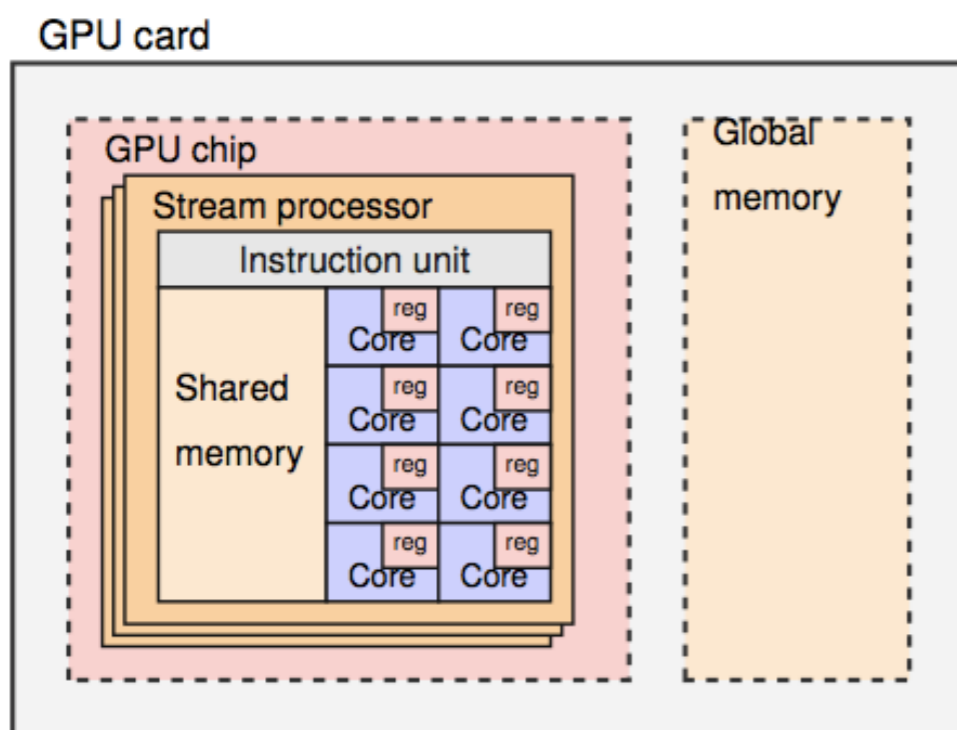 GPU card
GPU chip
Global
memory
Stream processor
Instruction unit
Shared
memory
reg
Core
reg
Core
reg
Core
reg
Core
reg
Core
reg
Core
reg
Core
reg
Core